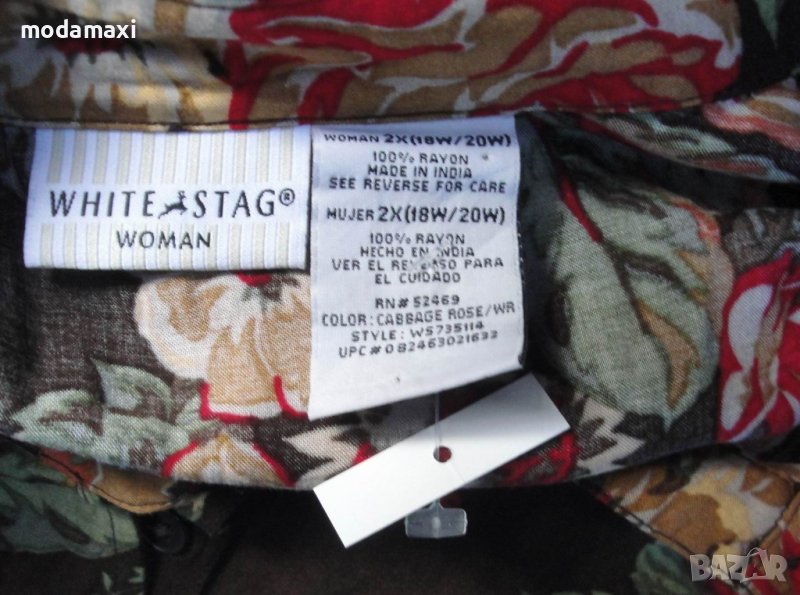 modamaxi
WHITE STAG®
WOMAN
WOMAN 2X(18W/20W)
100% RAYON
MADE IN INDIA
SEE REVERSE FOR CARE
MUJER 2X(18W/20W)
100% RAYON
HECHO EN INDIA
VER EL REVERSO PARA
EL CUIDADO
RN# 52469
COLOR: CABBAGE ROSE/WR
STYLE: WS735114
UPC# 082463021632
BAZAR